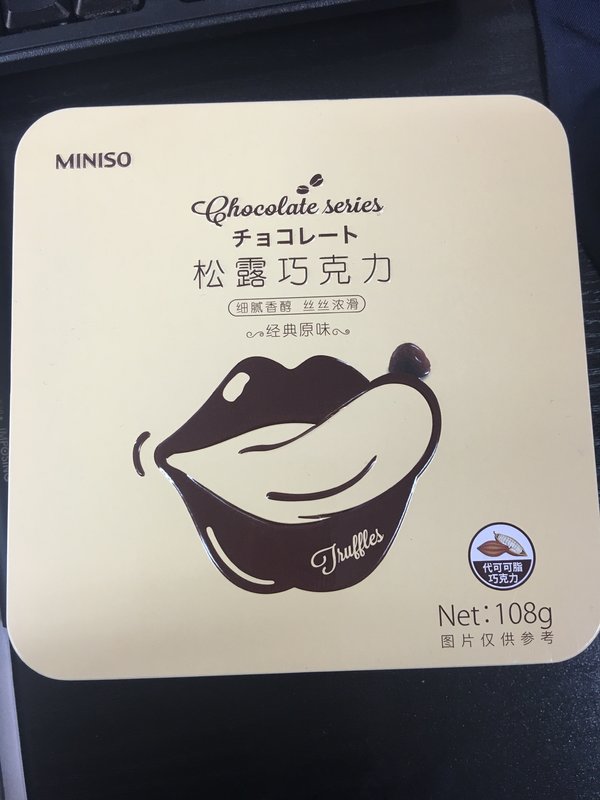 MINISO
Chocolate series
チョコレート
松露巧克力
细腻香醇 丝丝浓滑
经典原味
Truffles
代可可脂
巧克力
Net:108g
图片仅供参考